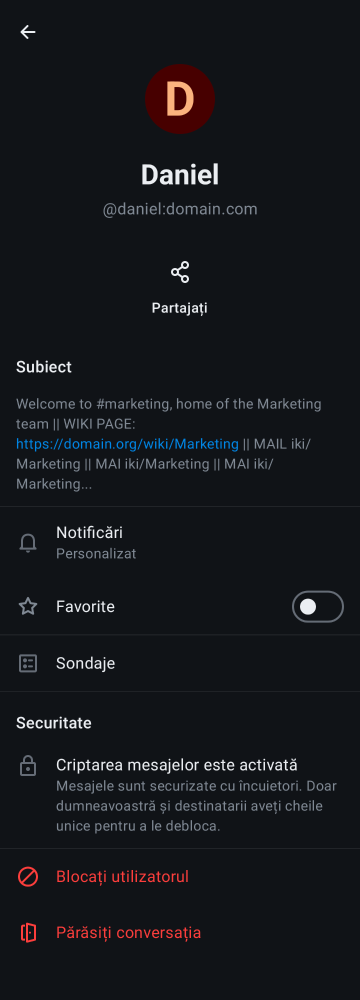 D
Daniel
@daniel:domain.com
Partajați
Subiect
Welcome to #marketing, home of the Marketing
team || WIKI PAGE:
https://domain.org/wiki/Marketing || MAIL iki/
Marketing || MAI iki/Marketing || MAI iki/
Marketing...
Notificări
Personalizat
Favorite
Sondaje
Securitate
Criptarea mesajelor este activată
Mesajele sunt securizate cu încuietori. Doar
dumneavoastră și destinatarii aveți cheile
unice pentru a le debloca.
Blocați utilizatorul
Părăsiți conversația